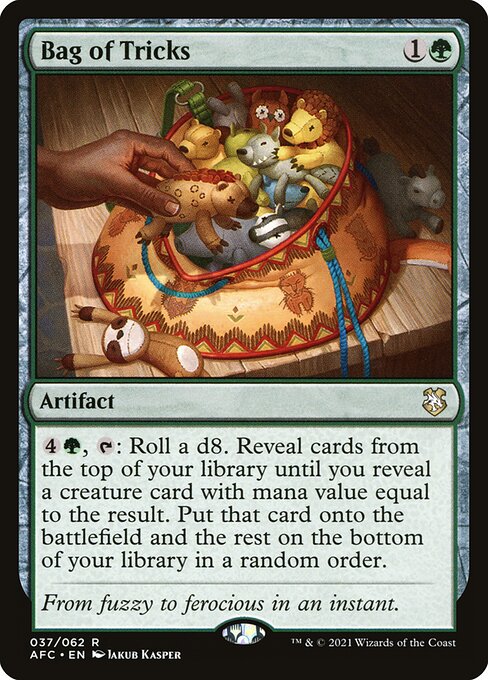 Bag of Tricks 1
Artifact
4, : Roll a d8. Reveal cards from
the top of your library until you reveal
a creature card with mana value equal
to the result. Put that card onto the
battlefield and the rest on the bottom
of your library in a random order.
From fuzzy to ferocious in an instant.
037/062 R
™ & © 2021 Wizards of the Coast
AFC • EN Jakub Kasper